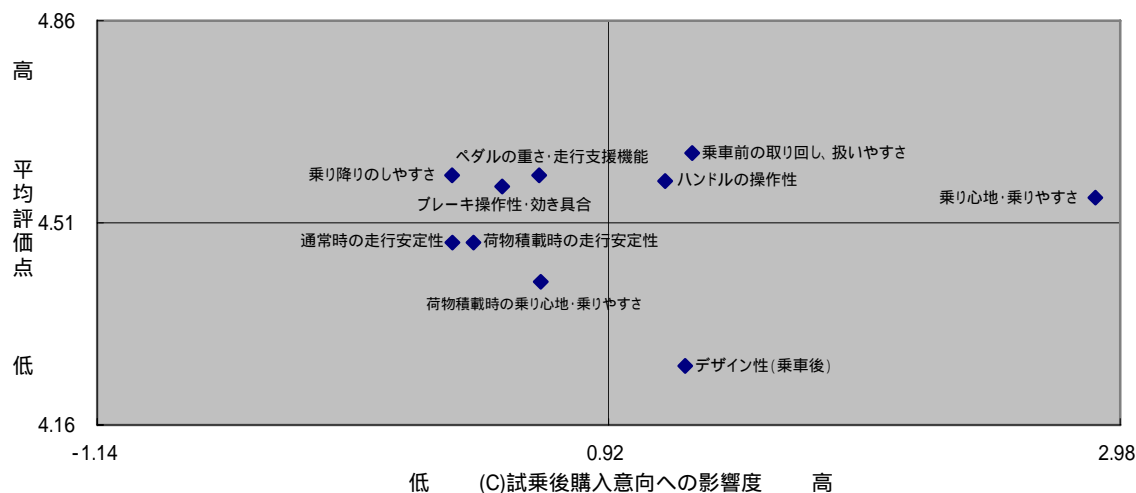 4.86
高
平均評価点
4.51
低
4.16
乗車前の取り回し、扱いやすさ
ペダルの重さ・走行支援機能
乗り降りのしやすさ
ハンドルの操作性
ブレーキ操作性・効き具合
乗り心地・乗りやすさ
通常時の走行安定性
荷物積載時の走行安定性
荷物積載時の乗り心地・乗りやすさ
デザイン性(乗車後)
-1.14
0.92
2.98
低 (C)試乗後購入意向への影響度 高